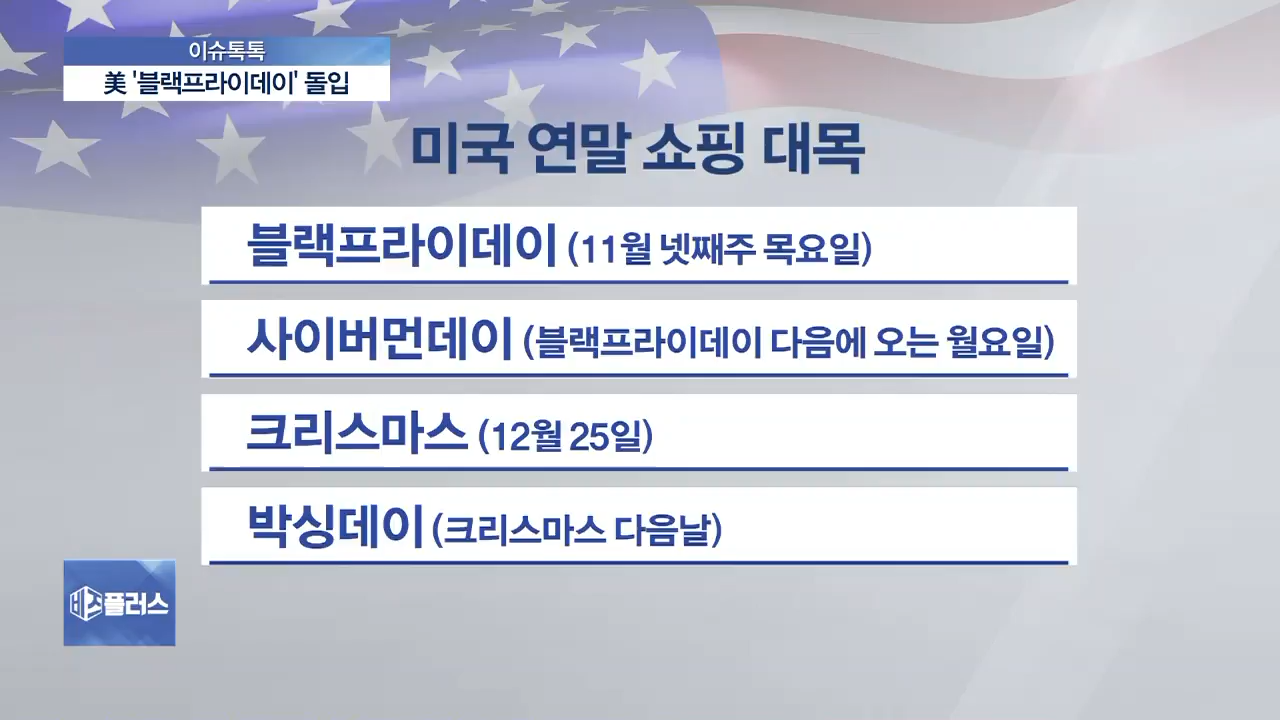 이슈톡톡
美 '블랙프라이데이' 돌입
미국 연말 쇼핑 대목
블랙프라이데이 (11월 넷째주 목요일)
사이버먼데이 (블랙프라이데이 다음에 오는 월요일)
크리스마스 (12월 25일)
박싱데이 (크리스마스 다음날)
비즈플러스